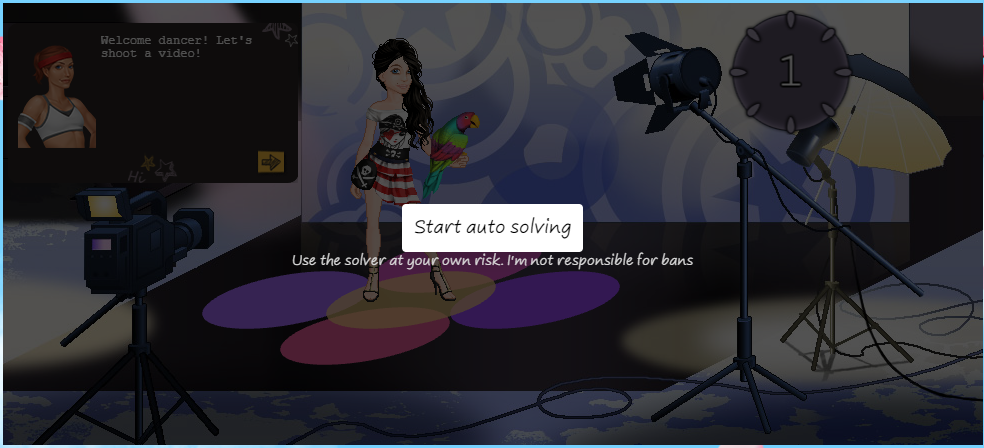 Welcome dancer! Let's
shoot a video!
1
Hi
Start auto solving
Use the solver at your own risk. I'm not responsible for bans